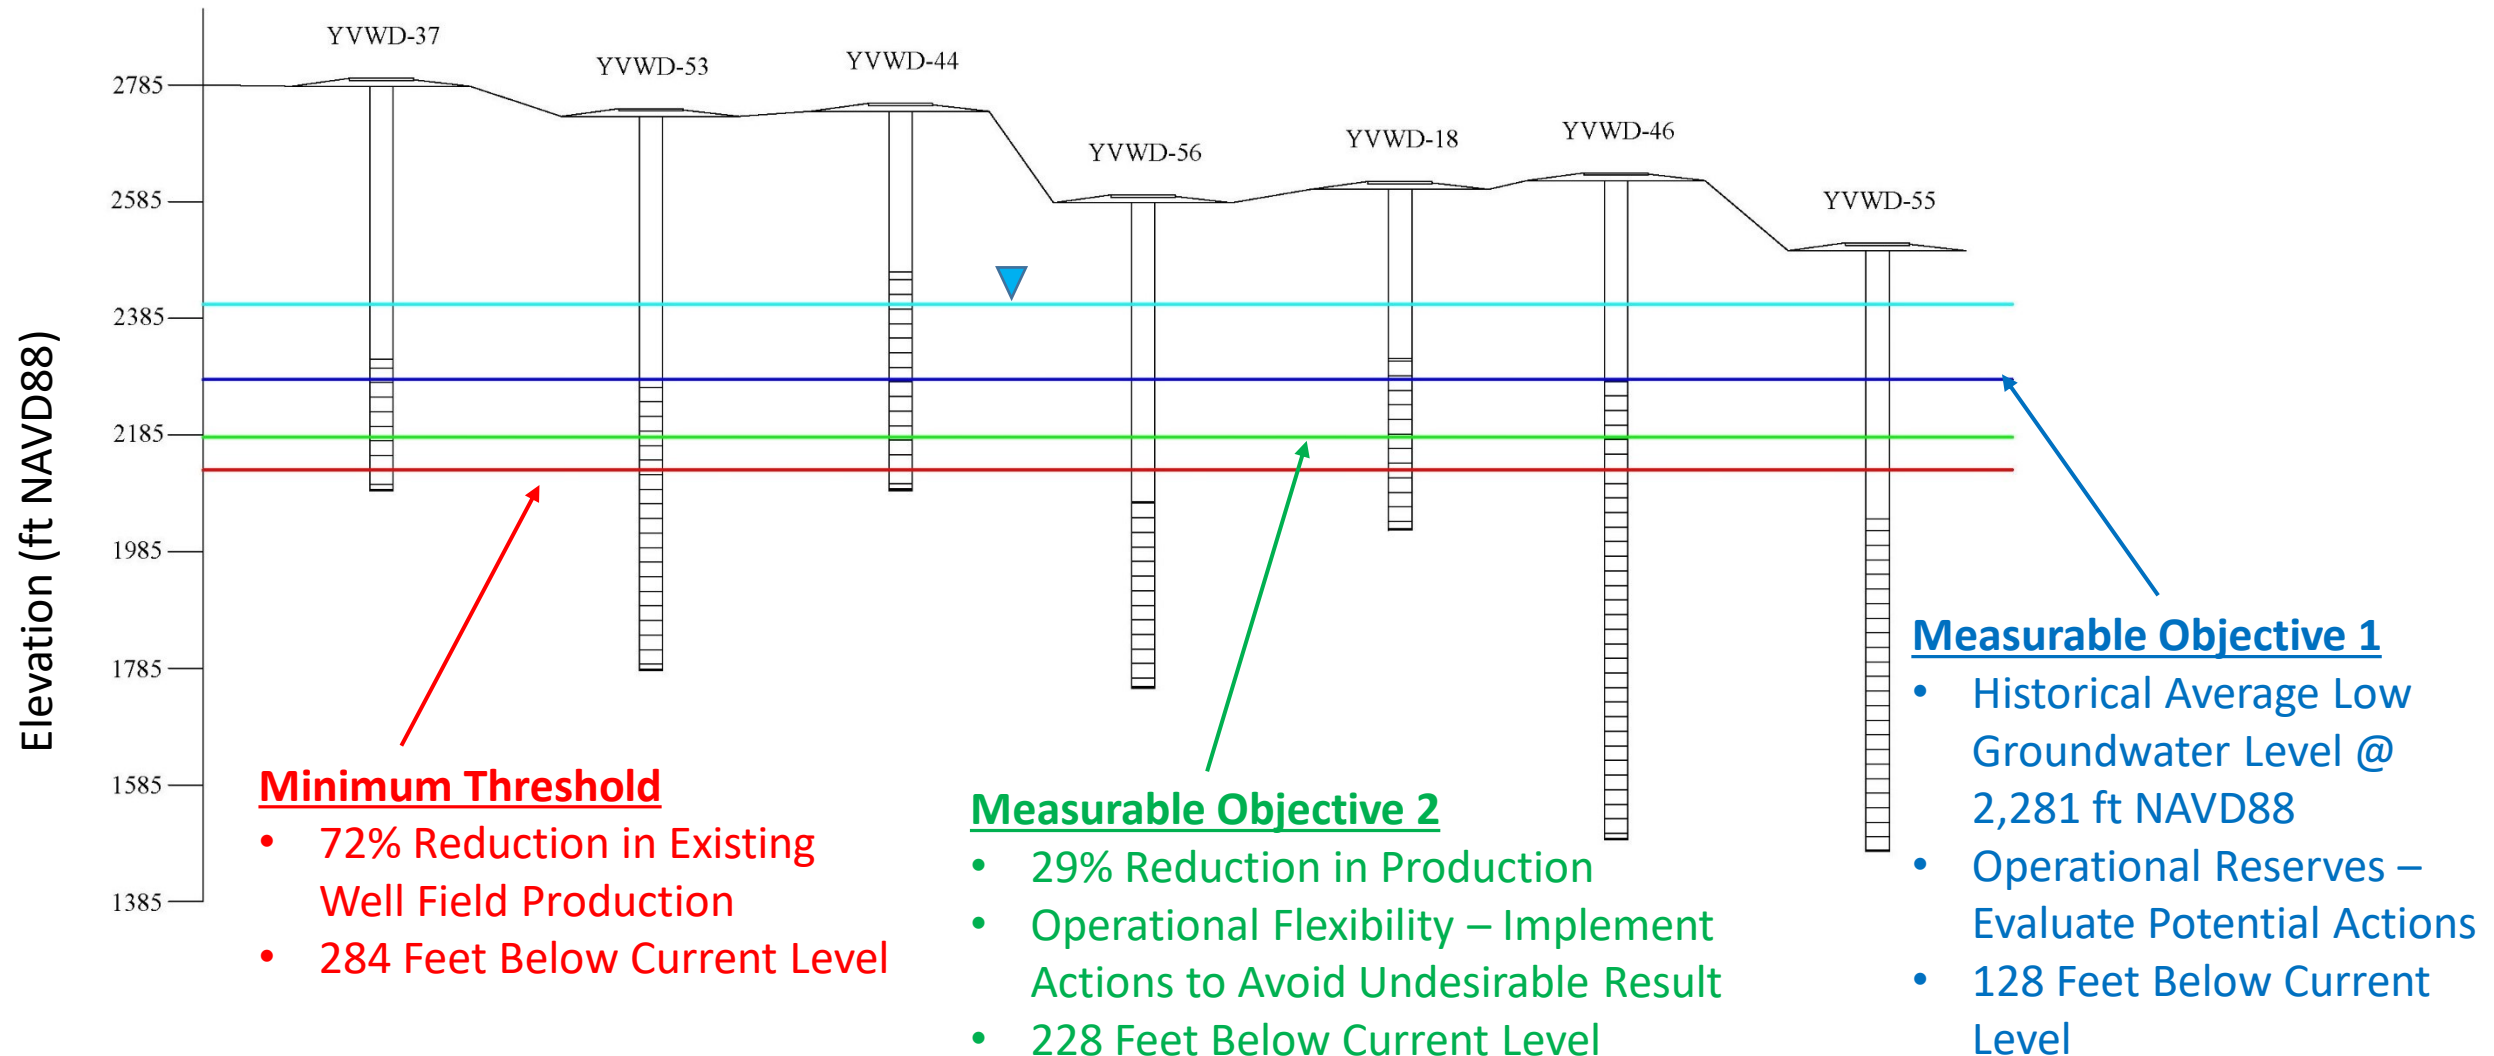 YVWD-37
YVWD-53
YVWD-44
YVWD-56
YVWD-18
YVWD-46
YVWD-55
Elevation (ft NAVD88)
2785
2585
2385
2185
1985
1785
1585
1385
Minimum Threshold
• 72% Reduction in Existing
Well Field Production
• 284 Feet Below Current Level
Measurable Objective 2
• 29% Reduction in Production
• Operational Flexibility – Implement
Actions to Avoid Undesirable Result
• 228 Feet Below Current Level
Measurable Objective 1
• Historical Average Low
Groundwater Level @
2,281 ft NAVD88
• Operational Reserves –
Evaluate Potential Actions
• 128 Feet Below Current
Level